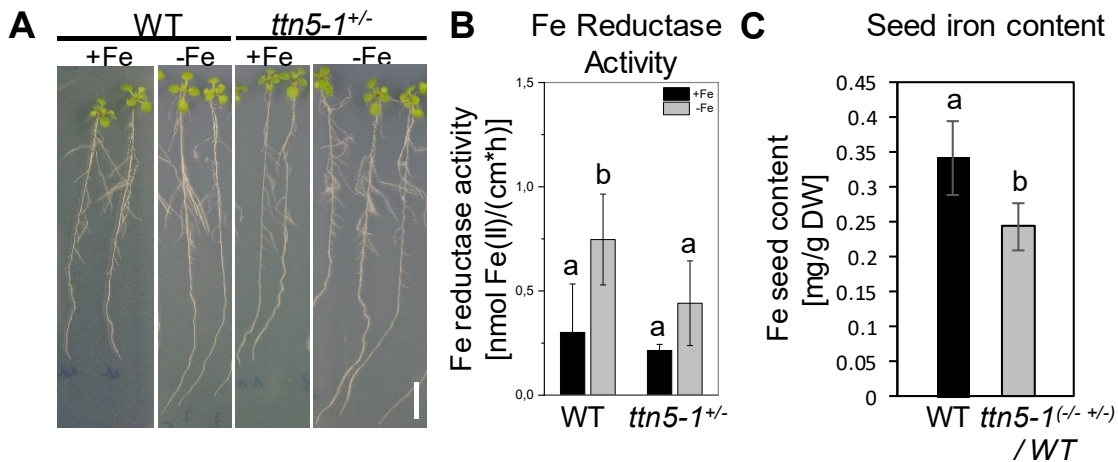 A
WT
ttn5-1+/-
+Fe
-Fe
+Fe
-Fe
B
Fe Reductase
Activity
Fe reductase activity
[nmol Fe(II)/(cm*h)]
1,5
1,0
0,5
0,0
+Fe
-Fe
a
b
a
a
WT
ttn5-1+/-
C
Seed iron content
Fe seed content
[mg/g DW]
0.45
0.4
0.35
0.3
0.25
0.2
0.15
0.1
0.05
0
a
b
WT
ttn5-1(-/- +/-)
/ WT